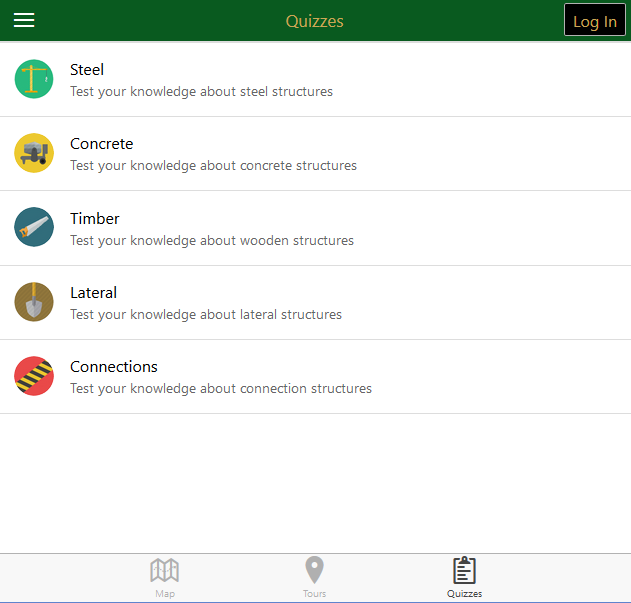 Quizzes
Log In
Steel
Test your knowledge about steel structures
Concrete
Test your knowledge about concrete structures
Timber
Test your knowledge about wooden structures
Lateral
Test your knowledge about lateral structures
Connections
Test your knowledge about connection structures
Map
Tours
Quizzes